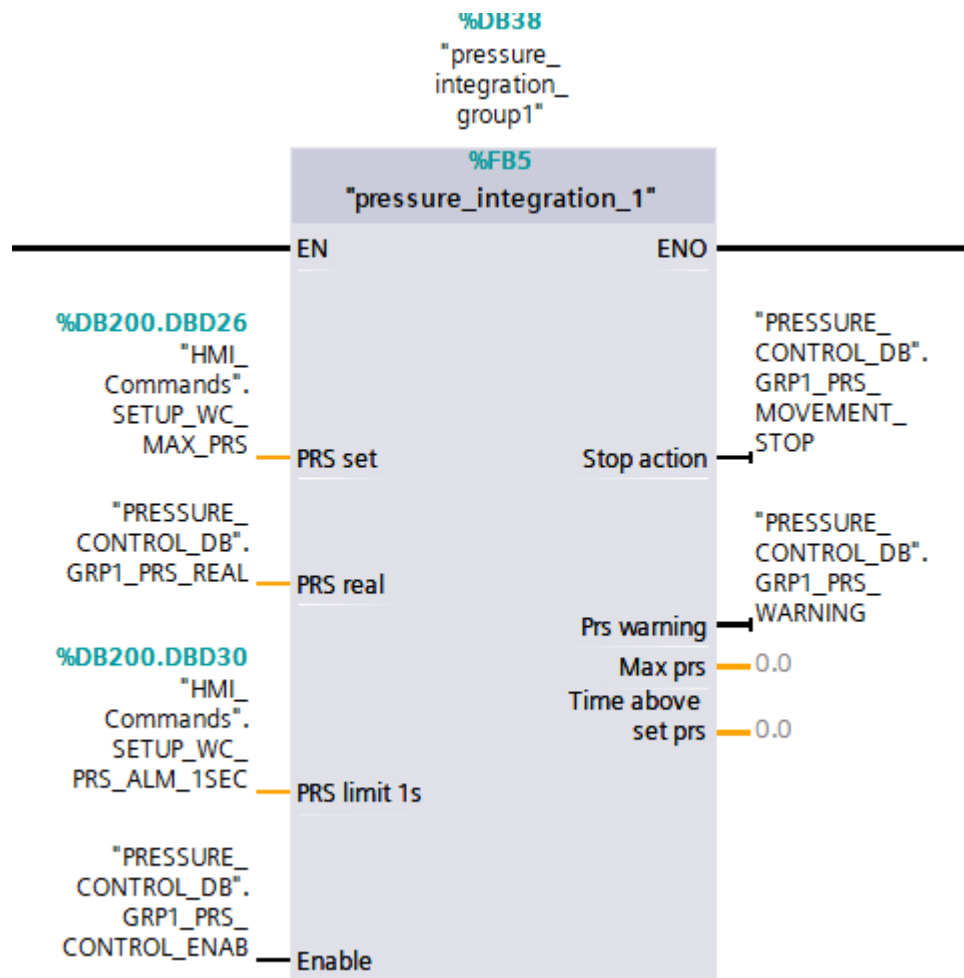 %DB38
"pressure_
integration_
group1"
%FB5
"pressure_integration_1"
EN
ENO
%DB200.DBD26
"HMI_
Commands".
SETUP_WC_
MAX_PRS
PRS set
"PRESSURE_
CONTROL_DB".
GRP1_PRS_
MOVEMENT_
STOP
Stop action
"PRESSURE_
CONTROL_DB".
GRP1_PRS_REAL
PRS real
"PRESSURE_
CONTROL_DB".
GRP1_PRS_
WARNING
Prs warning
Max prs
0.0
Time above
set prs
0.0
%DB200.DBD30
"HMI_
Commands".
SETUP_WC_
PRS_ALM_1SEC
PRS limit 1s
"PRESSURE_
CONTROL_DB".
GRP1_PRS_
CONTROL_ENAB
Enable